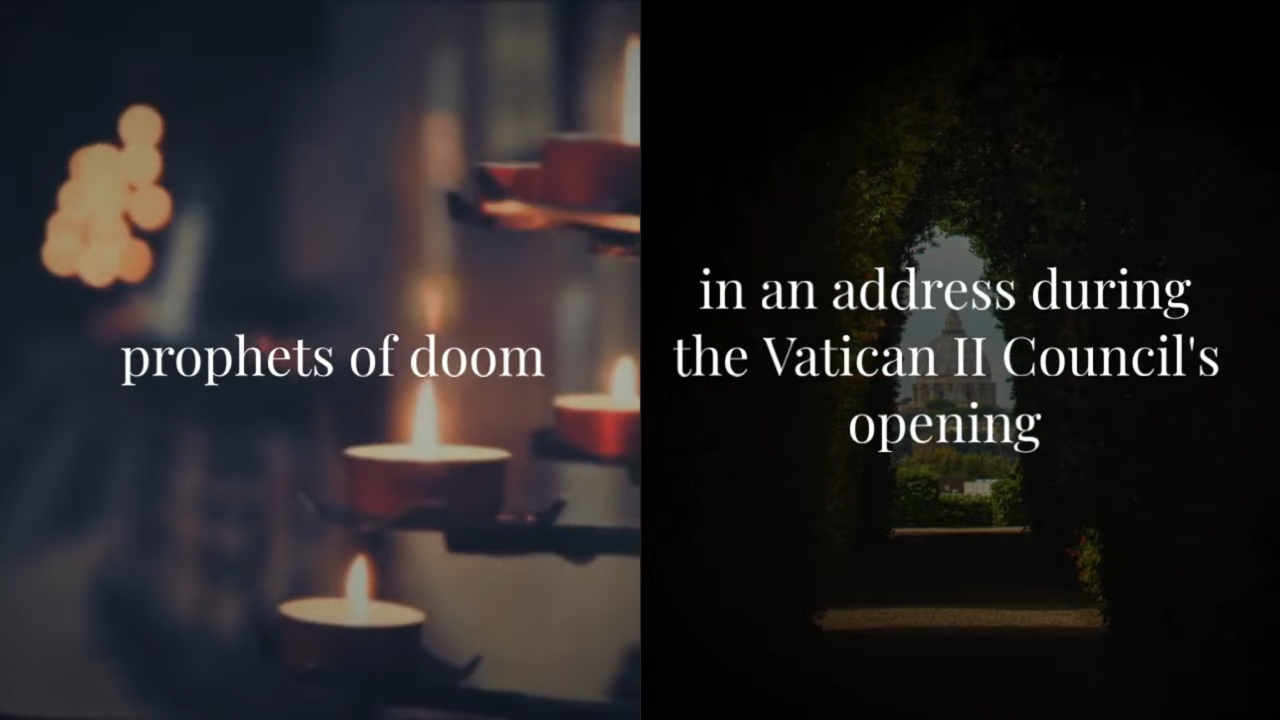 prophets of doom
in an address during
the Vatican II Council's
opening